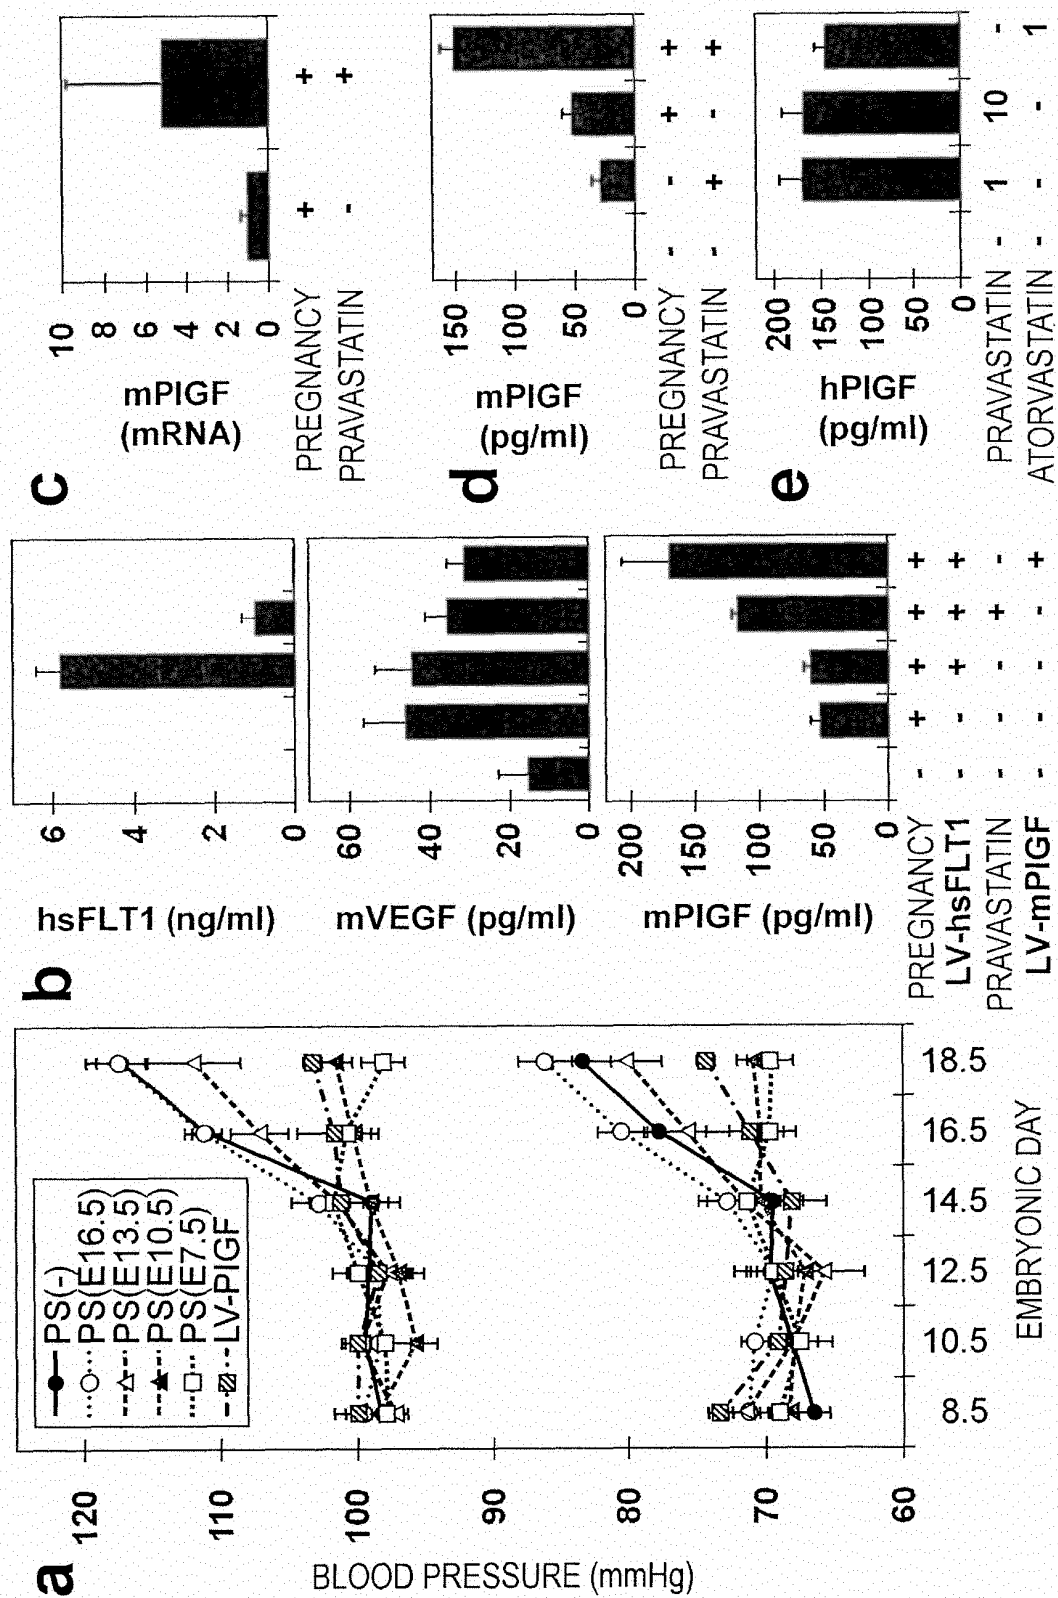 a
BLOOD PRESSURE (mmHg)
120
110
100
90
80
70
60
PS(-)
PS(E16.5)
PS(E13.5)
PS(E10.5)
PS(E7.5)
LV-PlGF
8.5 10.5 12.5 14.5 16.5 18.5
EMBRYONIC DAY
b
hsFLT1 (ng/ml)
6
4
2
0
mVEGF (pg/ml)
60
40
20
0
mPlGF (pg/ml)
200
150
100
50
0
PREGNANCY - + + + +
LV-hsFLT1 - - + + +
PRAVASTATIN - - - + -
LV-mPlGF - - - - +
c
mPlGF
(mRNA)
10
8
6
4
2
0
PREGNANCY + +
PRAVASTATIN - +
d
mPlGF
(pg/ml)
150
100
50
0
PREGNANCY - - + +
PRAVASTATIN - + - +
e
hPlGF
(pg/ml)
200
150
100
50
0
PRAVASTATIN - 1 10 -
ATORVASTATIN - - - 1